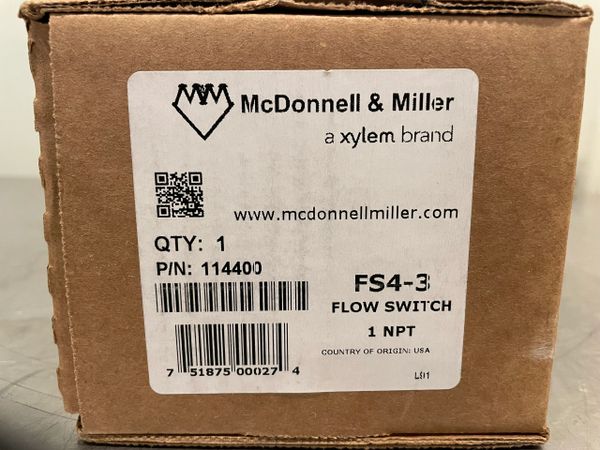 McDonnell & Miller
a xylem brand
www.mcdonnellmiller.com
QTY: 1
P/N: 114400
FS4-3
FLOW SWITCH
1 NPT
COUNTRY OF ORIGIN: USA
7 51875 00027 4